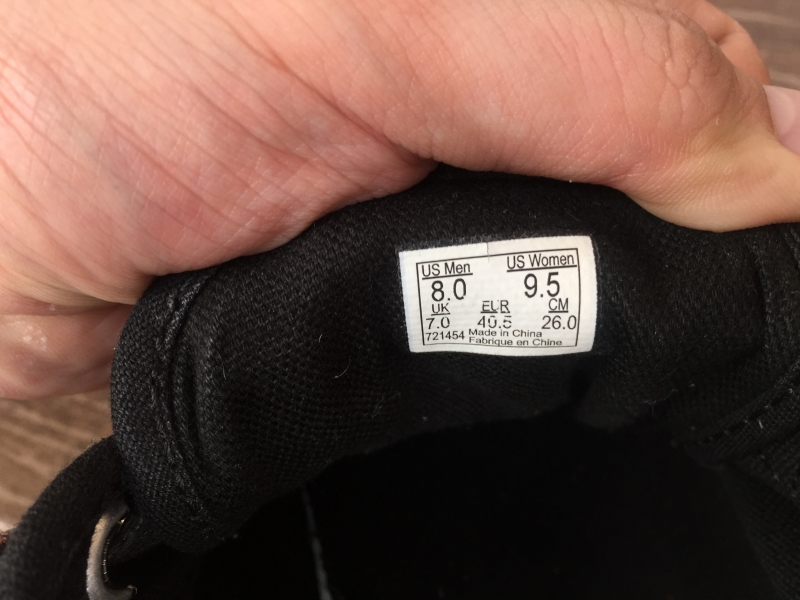 US Men US Women
8.0 9.5
UK EUR CM
7.0 40.5 26.0
721454 Made in China
Fabrique en Chine